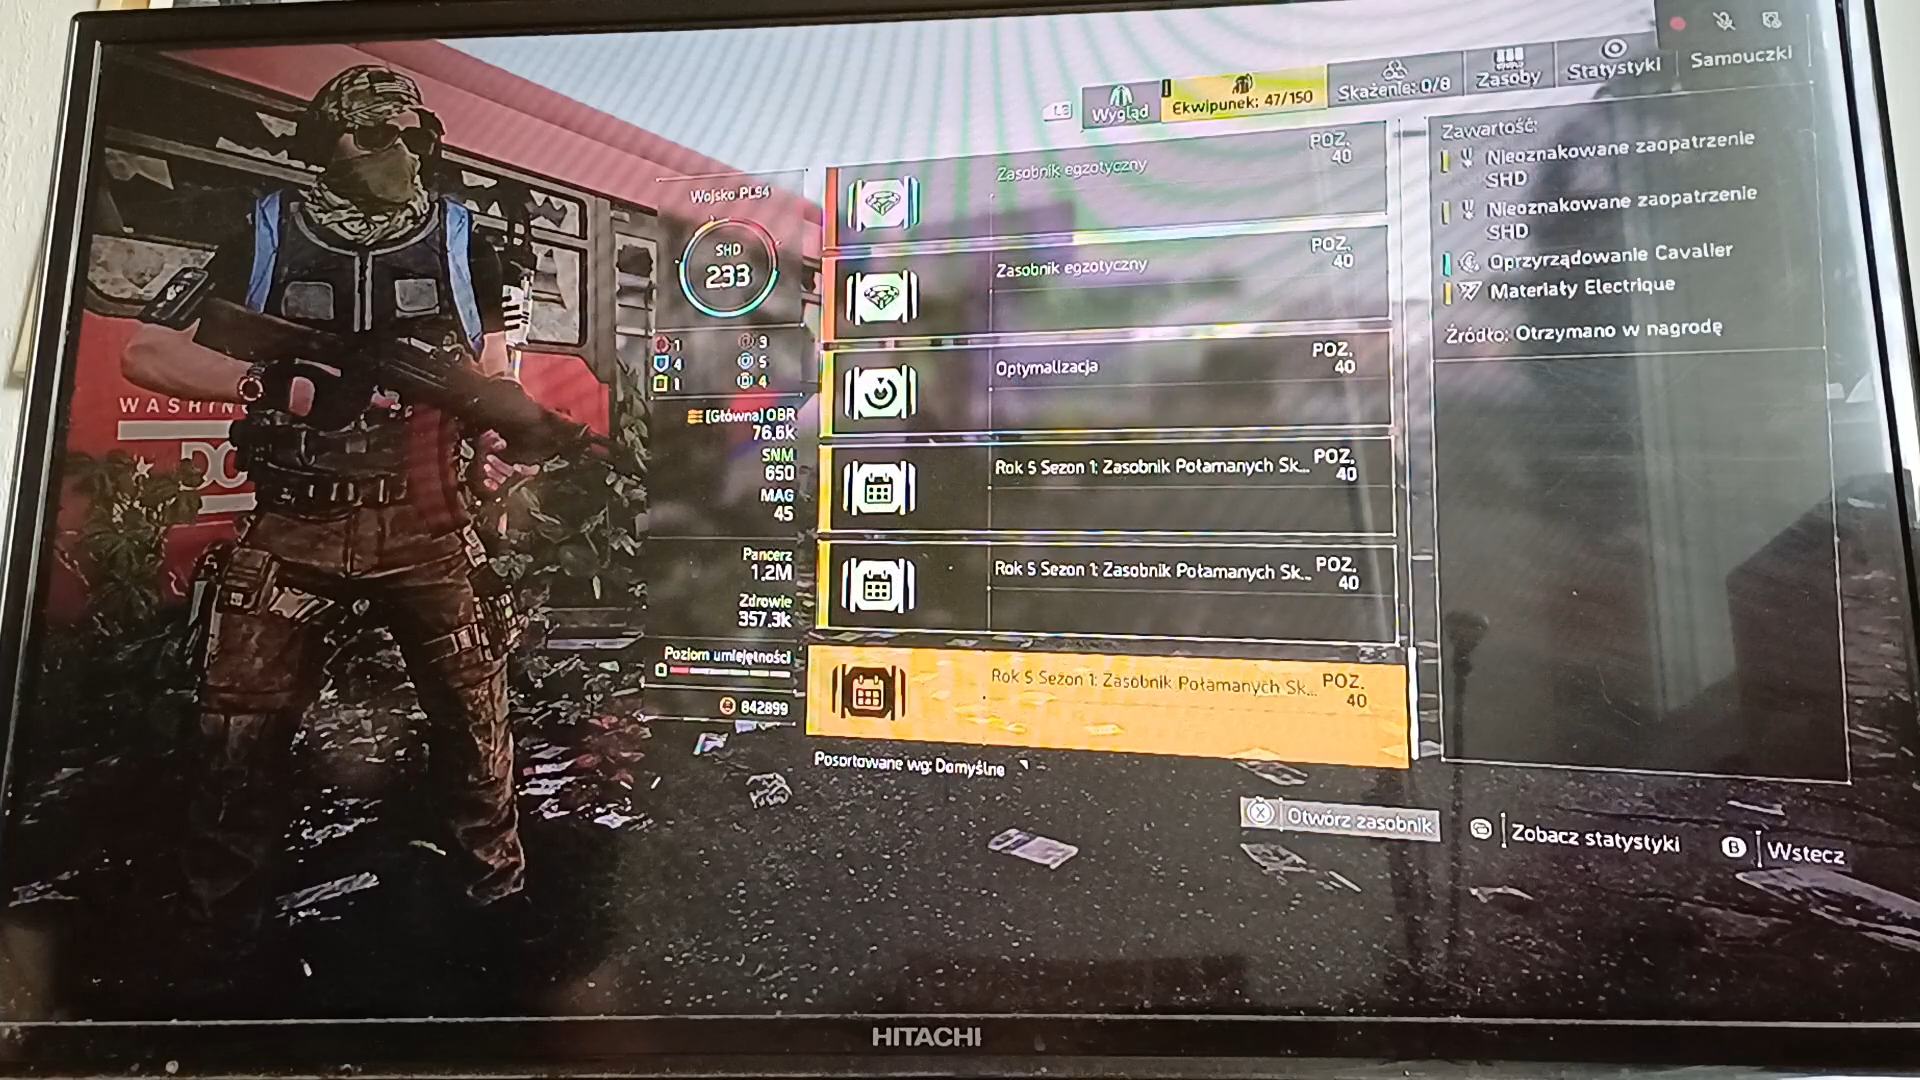 Samouczki
Statystyki
Zasoby
Skażenie: 0/8
Ekwipunek: 47/150
Wygląd
LB
Wojsko PL94
SHD
233
1
3
4
5
1
4
[Główna] OBR
76.6k
SNM
650
MAG
45
Pancerz
1.2M
Zdrowie
357.3k
Poziom umiejętności
842899
Zasobnik egzotyczny
POZ.
40
Zasobnik egzotyczny
POZ.
40
Optymalizacja
POZ.
40
Rok 5 Sezon 1: Zasobnik Połamanych Sk...
POZ.
40
Rok 5 Sezon 1: Zasobnik Połamanych Sk...
POZ.
40
Rok 5 Sezon 1: Zasobnik Połamanych Sk...
POZ.
40
Posortowane wg: Domyślne
Zawartość:
Nieoznakowane zaopatrzenie
SHD
Nieoznakowane zaopatrzenie
SHD
Oprzyrządowanie Cavalier
Materiały Electrique
Źródło: Otrzymano w nagrodę
X Otwórz zasobnik
Zobacz statystyki
B Wstecz
WASHING
DC
HITACHI